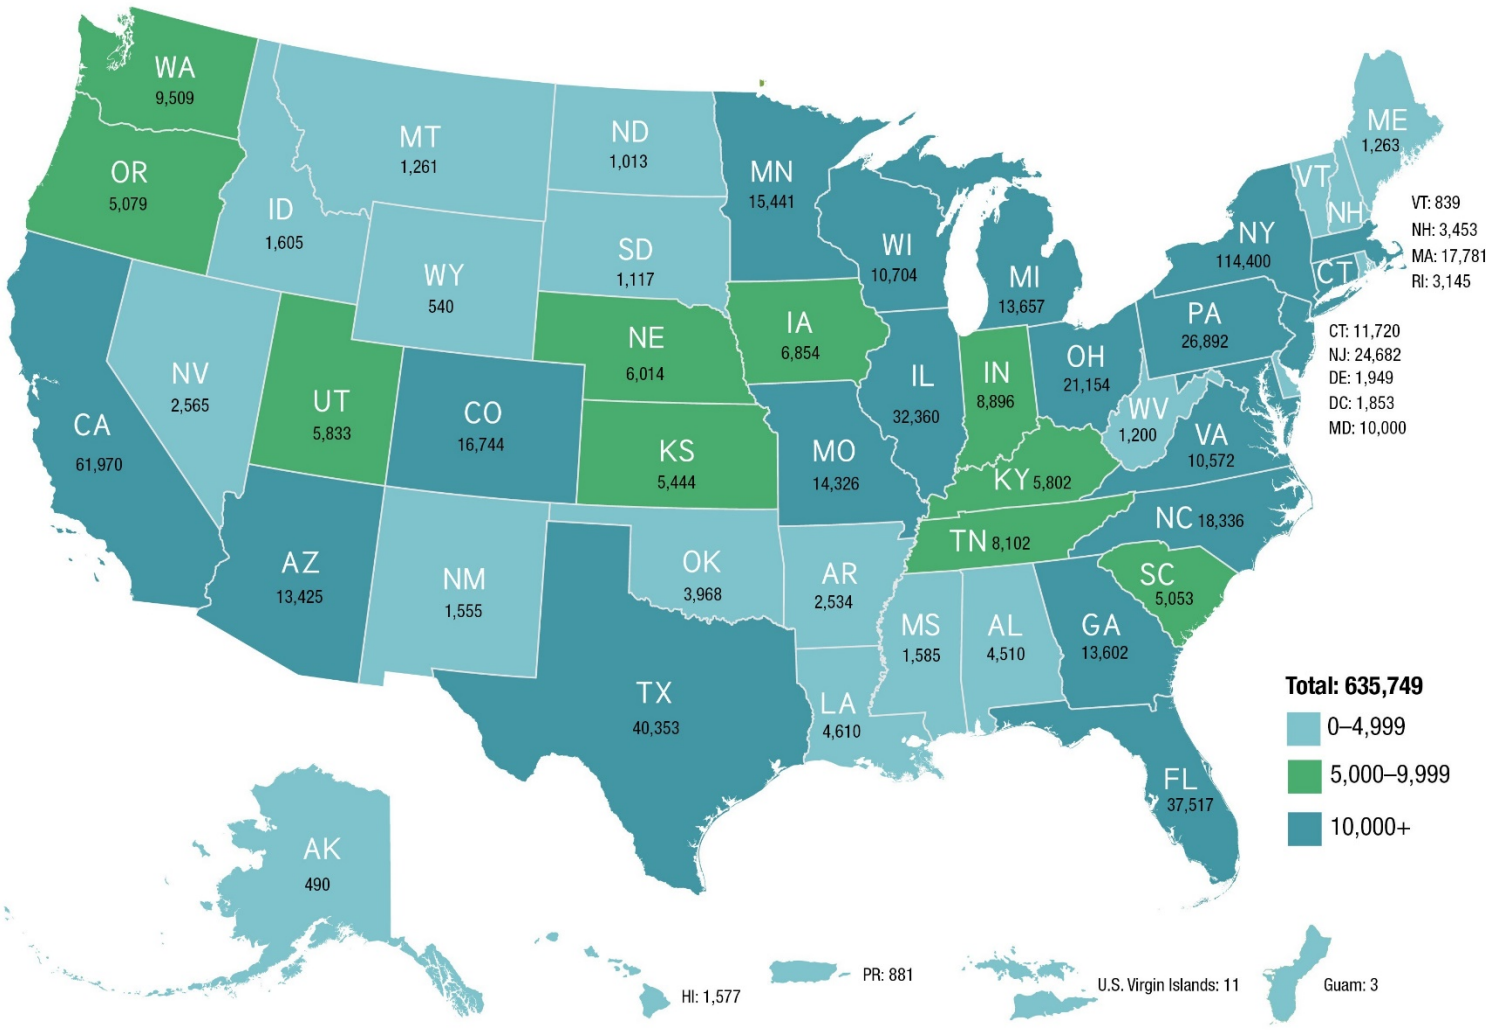 WA
9,509
OR
5,079
CA
61,970
ID
1,605
NV
2,565
MT
1,261
WY
540
UT
5,833
AZ
13,425
CO
16,744
NM
1,555
ND
1,013
SD
1,117
NE
6,014
KS
5,444
OK
3,968
TX
40,353
MN
15,441
IA
6,854
MO
14,326
AR
2,534
LA
4,610
WI
10,704
IL
32,360
MI
13,657
IN
8,896
OH
21,154
KY 5,802
TN 8,102
MS
1,585
AL
4,510
GA
13,602
FL
37,517
SC
5,053
NC 18,336
VA
10,572
WV
1,200
PA
26,892
NY
114,400
CT
VT
NH
ME
1,263
VT: 839
NH: 3,453
MA: 17,781
RI: 3,145
CT: 11,720
NJ: 24,682
DE: 1,949
DC: 1,853
MD: 10,000
Total: 635,749
0–4,999
5,000–9,999
10,000+
AK
490
HI: 1,577
PR: 881
U.S. Virgin Islands: 11
Guam: 3